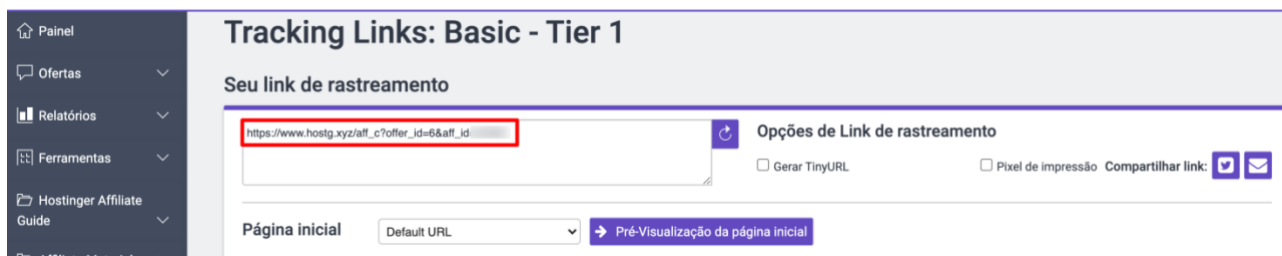 Painel
Ofertas
Relatórios
Ferramentas
Hostinger Affiliate
Guide
Tracking Links: Basic - Tier 1
Seu link de rastreamento
https://www.hostg.xyz/aff_c?offer_id=6&aff_id
Opções de Link de rastreamento
Gerar TinyURL
Pixel de impressão Compartilhar link:
Página inicial
Default URL
Pré-Visualização da página inicial